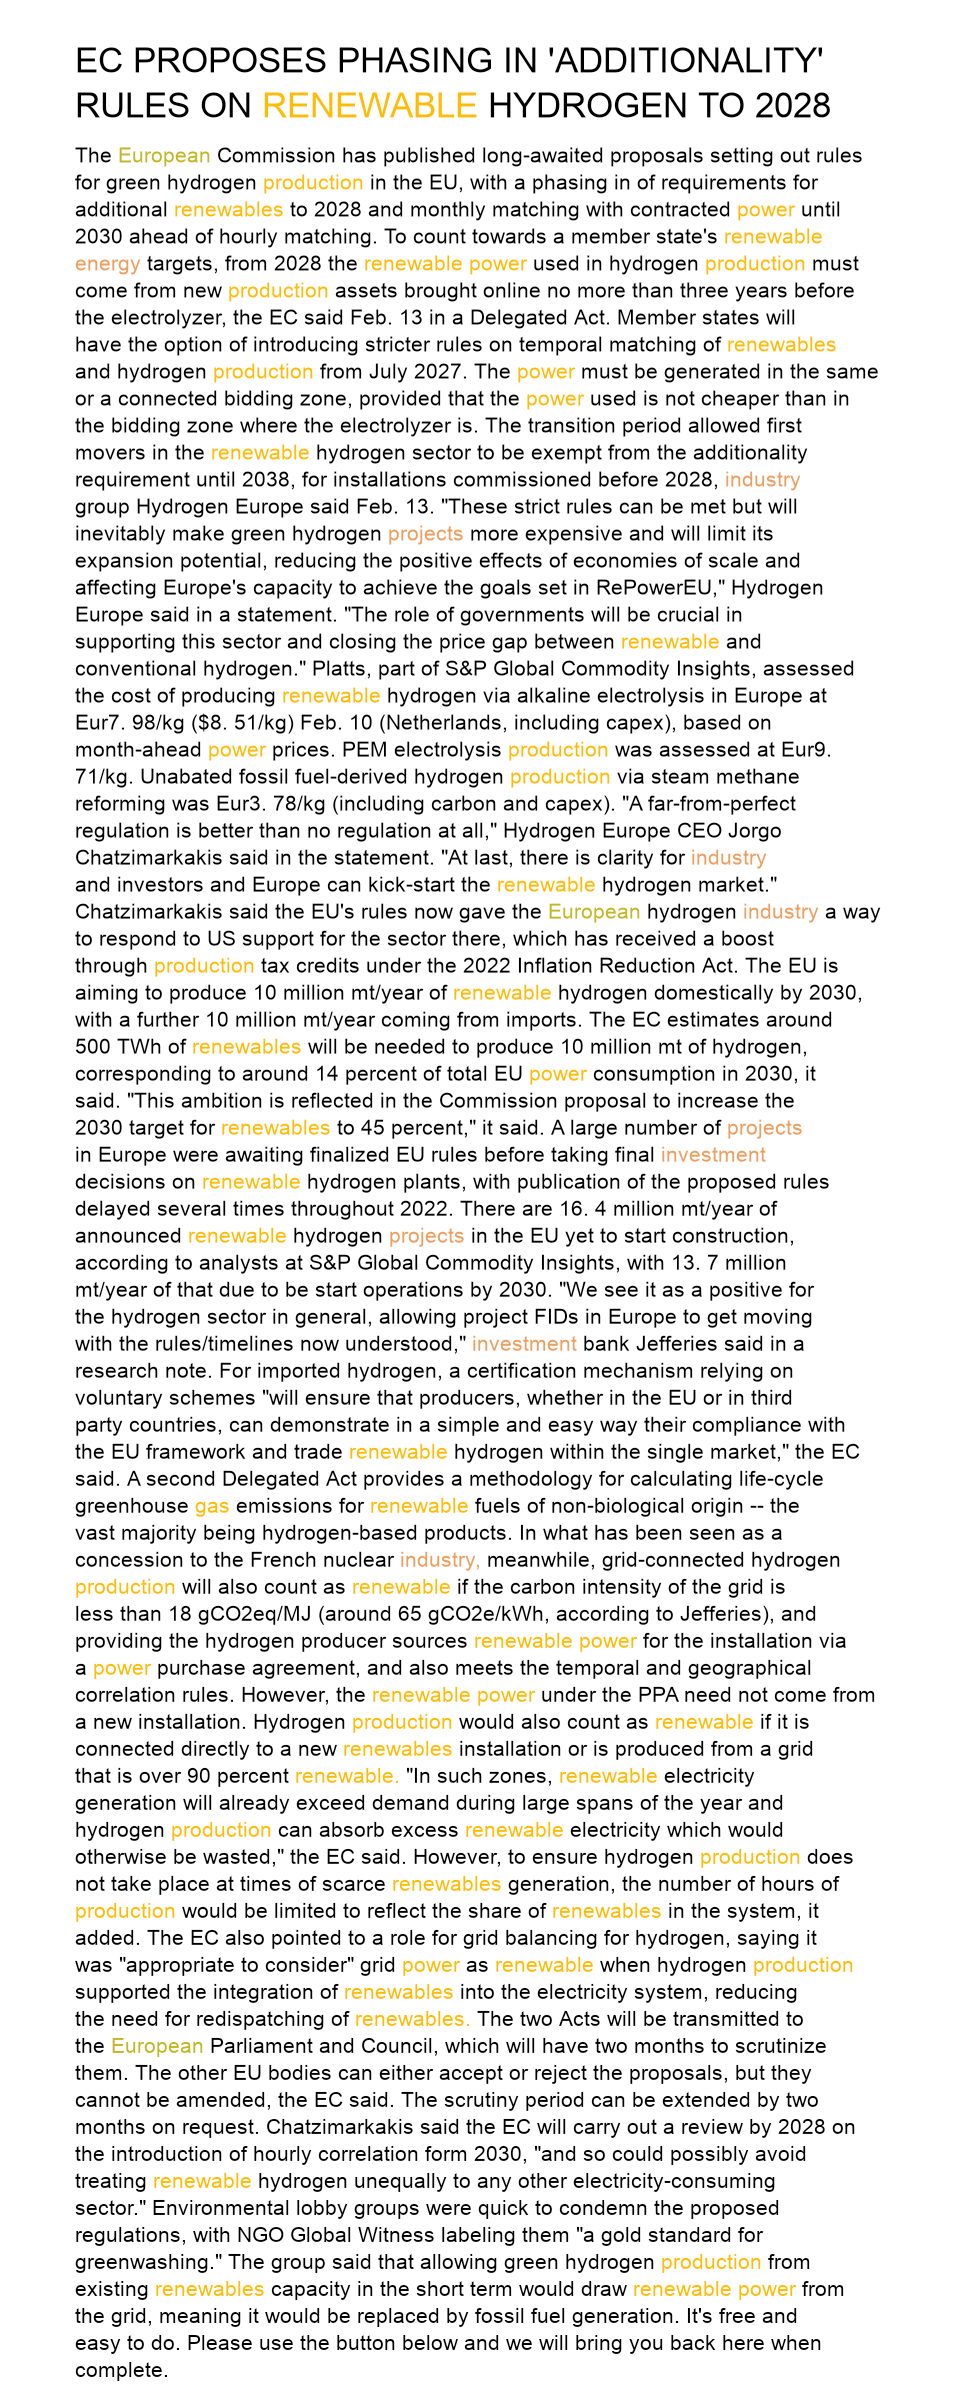 EC PROPOSES PHASING IN 'ADDITIONALITY'
RULES ON RENEWABLE HYDROGEN TO 2028
The European Commission has published long-awaited proposals setting out rules
for green hydrogen production in the EU, with a phasing in of requirements for
additional renewables to 2028 and monthly matching with contracted power until
2030 ahead of hourly matching. To count towards a member state's renewable
energy targets, from 2028 the renewable power used in hydrogen production must
come from new production assets brought online no more than three years before
the electrolyzer, the EC said Feb. 13 in a Delegated Act. Member states will
have the option of introducing stricter rules on temporal matching of renewables
and hydrogen production from July 2027. The power must be generated in the same
or a connected bidding zone, provided that the power used is not cheaper than in
the bidding zone where the electrolyzer is. The transition period allowed first
movers in the renewable hydrogen sector to be exempt from the additionality
requirement until 2038, for installations commissioned before 2028, industry
group Hydrogen Europe said Feb. 13. "These strict rules can be met but will
inevitably make green hydrogen projects more expensive and will limit its
expansion potential, reducing the positive effects of economies of scale and
affecting Europe's capacity to achieve the goals set in RePowerEU," Hydrogen
Europe said in a statement. "The role of governments will be crucial in
supporting this sector and closing the price gap between renewable and
conventional hydrogen." Platts, part of S&P Global Commodity Insights, assessed
the cost of producing renewable hydrogen via alkaline electrolysis in Europe at
Eur7. 98/kg ($8. 51/kg) Feb. 10 (Netherlands, including capex), based on
month-ahead power prices. PEM electrolysis production was assessed at Eur9.
71/kg. Unabated fossil fuel-derived hydrogen production via steam methane
reforming was Eur3. 78/kg (including carbon and capex). "A far-from-perfect
regulation is better than no regulation at all," Hydrogen Europe CEO Jorgo
Chatzimarkakis said in the statement. "At last, there is clarity for industry
and investors and Europe can kick-start the renewable hydrogen market."
Chatzimarkakis said the EU's rules now gave the European hydrogen industry a way
to respond to US support for the sector there, which has received a boost
through production tax credits under the 2022 Inflation Reduction Act. The EU is
aiming to produce 10 million mt/year of renewable hydrogen domestically by 2030,
with a further 10 million mt/year coming from imports. The EC estimates around
500 TWh of renewables will be needed to produce 10 million mt of hydrogen,
corresponding to around 14 percent of total EU power consumption in 2030, it
said. "This ambition is reflected in the Commission proposal to increase the
2030 target for renewables to 45 percent," it said. A large number of projects
in Europe were awaiting finalized EU rules before taking final investment
decisions on renewable hydrogen plants, with publication of the proposed rules
delayed several times throughout 2022. There are 16. 4 million mt/year of
announced renewable hydrogen projects in the EU yet to start construction,
according to analysts at S&P Global Commodity Insights, with 13. 7 million
mt/year of that due to be start operations by 2030. "We see it as a positive for
the hydrogen sector in general, allowing project FIDs in Europe to get moving
with the rules/timelines now understood," investment bank Jefferies said in a
research note. For imported hydrogen, a certification mechanism relying on
voluntary schemes "will ensure that producers, whether in the EU or in third
party countries, can demonstrate in a simple and easy way their compliance with
the EU framework and trade renewable hydrogen within the single market," the EC
said. A second Delegated Act provides a methodology for calculating life-cycle
greenhouse gas emissions for renewable fuels of non-biological origin -- the
vast majority being hydrogen-based products. In what has been seen as a
concession to the French nuclear industry, meanwhile, grid-connected hydrogen
production will also count as renewable if the carbon intensity of the grid is
less than 18 gCO2eq/MJ (around 65 gCO2e/kWh, according to Jefferies), and
providing the hydrogen producer sources renewable power for the installation via
a power purchase agreement, and also meets the temporal and geographical
correlation rules. However, the renewable power under the PPA need not come from
a new installation. Hydrogen production would also count as renewable if it is
connected directly to a new renewables installation or is produced from a grid
that is over 90 percent renewable. "In such zones, renewable electricity
generation will already exceed demand during large spans of the year and
hydrogen production can absorb excess renewable electricity which would
otherwise be wasted," the EC said. However, to ensure hydrogen production does
not take place at times of scarce renewables generation, the number of hours of
production would be limited to reflect the share of renewables in the system, it
added. The EC also pointed to a role for grid balancing for hydrogen, saying it
was "appropriate to consider" grid power as renewable when hydrogen production
supported the integration of renewables into the electricity system, reducing
the need for redispatching of renewables. The two Acts will be transmitted to
the European Parliament and Council, which will have two months to scrutinize
them. The other EU bodies can either accept or reject the proposals, but they
cannot be amended, the EC said. The scrutiny period can be extended by two
months on request. Chatzimarkakis said the EC will carry out a review by 2028 on
the introduction of hourly correlation form 2030, "and so could possibly avoid
treating renewable hydrogen unequally to any other electricity-consuming
sector." Environmental lobby groups were quick to condemn the proposed
regulations, with NGO Global Witness labeling them "a gold standard for
greenwashing." The group said that allowing green hydrogen production from
existing renewables capacity in the short term would draw renewable power from
the grid, meaning it would be replaced by fossil fuel generation. It's free and
easy to do. Please use the button below and we will bring you back here when
complete.